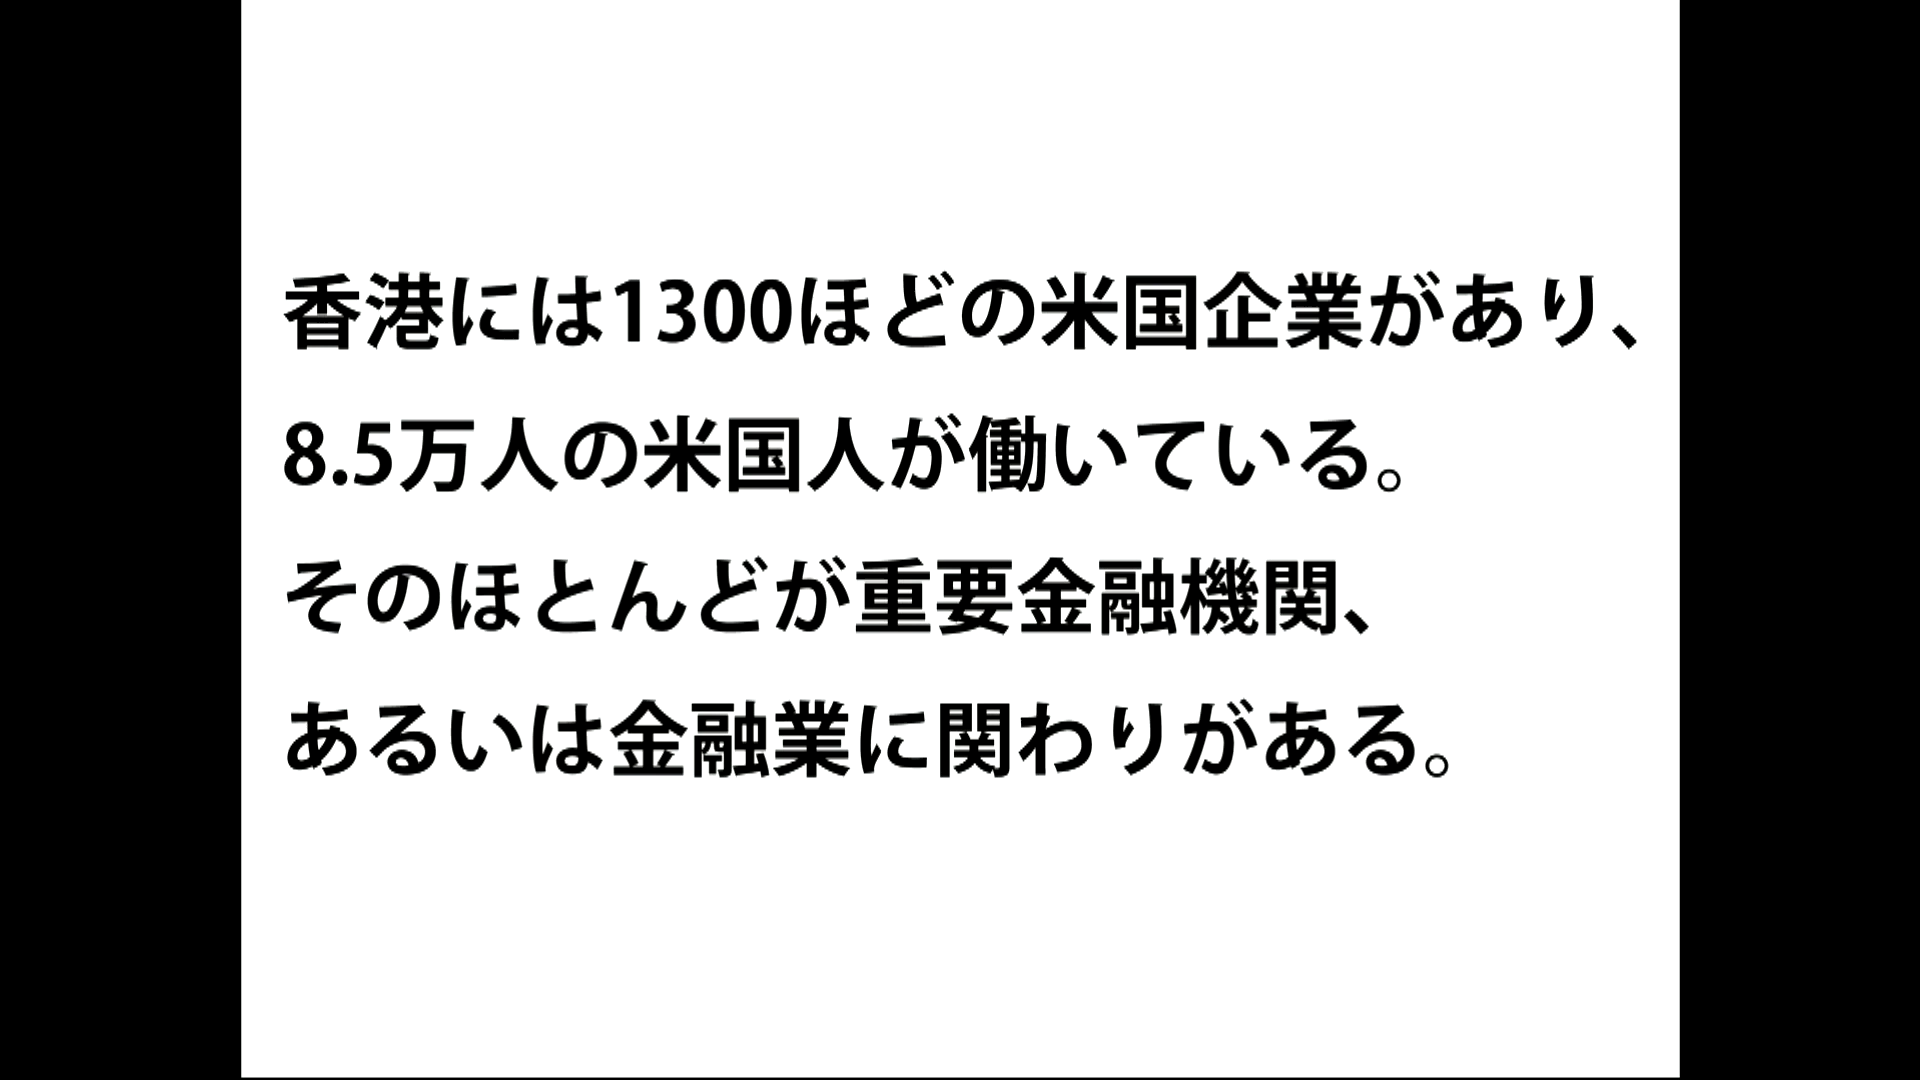 香港には1300ほどの米国企業があり、
8.5万人の米国人が働いている。
そのほとんどが重要金融機関、
あるいは金融業に関わりがある。